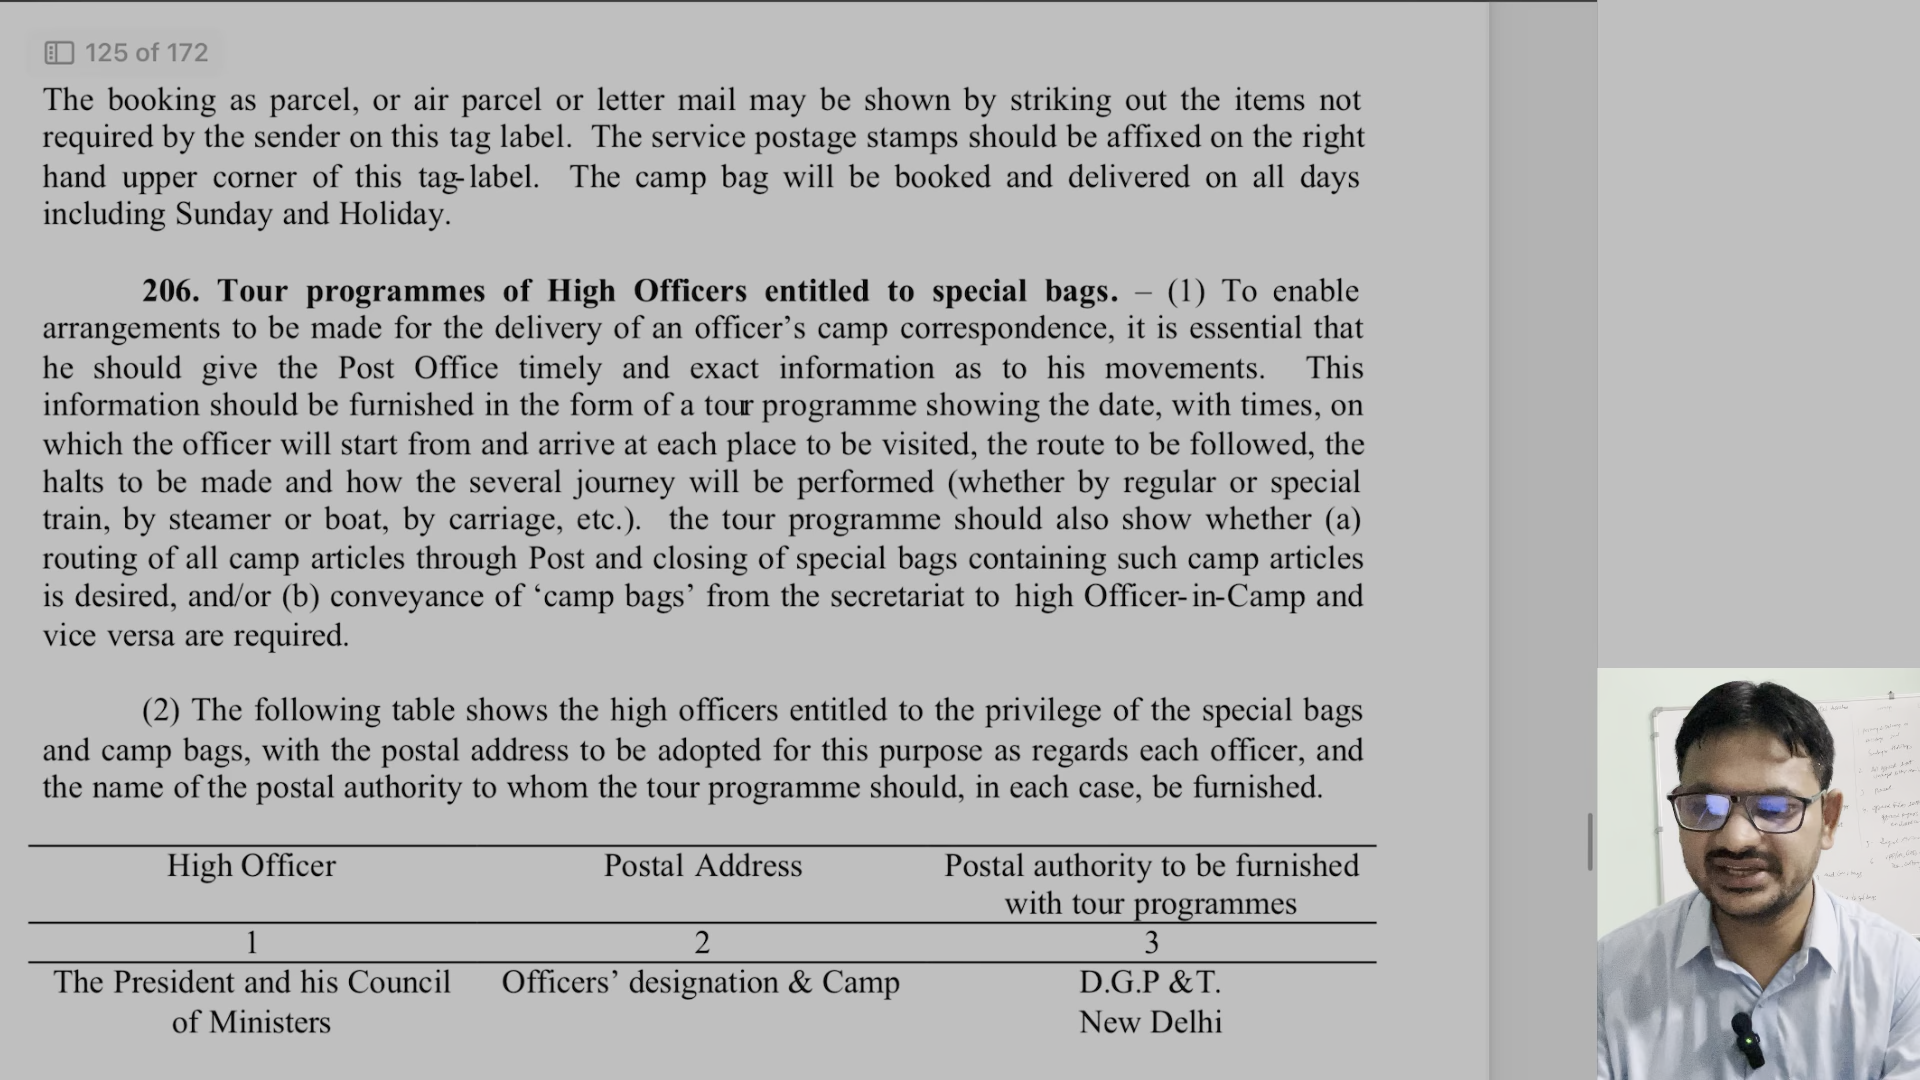 125 of 172
The booking as parcel, or air parcel or letter mail may be shown by striking out the items not
required by the sender on this tag label. The service postage stamps should be affixed on the right
hand upper corner of this tag-label. The camp bag will be booked and delivered on all days
including Sunday and Holiday.
206. Tour programmes of High Officers entitled to special bags. – (1) To enable
arrangements to be made for the delivery of an officer’s camp correspondence, it is essential that
he should give the Post Office timely and exact information as to his movements. This
information should be furnished in the form of a tour programme showing the date, with times, on
which the officer will start from and arrive at each place to be visited, the route to be followed, the
halts to be made and how the several journey will be performed (whether by regular or special
train, by steamer or boat, by carriage, etc.). the tour programme should also show whether (a)
routing of all camp articles through Post and closing of special bags containing such camp articles
is desired, and/or (b) conveyance of ‘camp bags’ from the secretariat to high Officer-in-Camp and
vice versa are required.
(2) The following table shows the high officers entitled to the privilege of the special bags
and camp bags, with the postal address to be adopted for this purpose as regards each officer, and
the name of the postal authority to whom the tour programme should, in each case, be furnished.
High Officer Postal Address Postal authority to be furnished
with tour programmes
1 2 3
The President and his Council Officers’ designation & Camp D.G.P &T.
of Ministers New Delhi